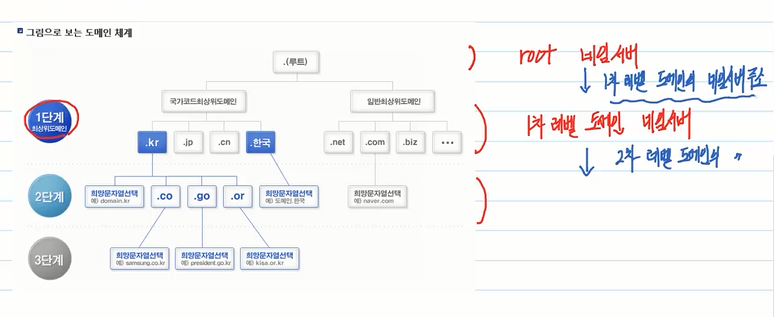 그림으로 보는 도메인 체계
.(루트)
국가코드최상위도메인
일반최상위도메인
1단계
최상위도메인
.kr
.jp
.cn
.한국
.net
.com
.biz
•••
2단계
희망문자열선택
예) domain.kr
.co
.go
.or
희망문자열선택
예) 도메인.한국
희망문자열선택
예) naver.com
3단계
희망문자열선택
예) samsung.co.kr
희망문자열선택
예) president.go.kr
희망문자열선택
예) kisa.or.kr
root 네임서버
↓ 1차 레벨 도메인의 네임서버 주소
1차 레벨 도메인 네임서버
↓ 2차 레벨 도메인의 〃